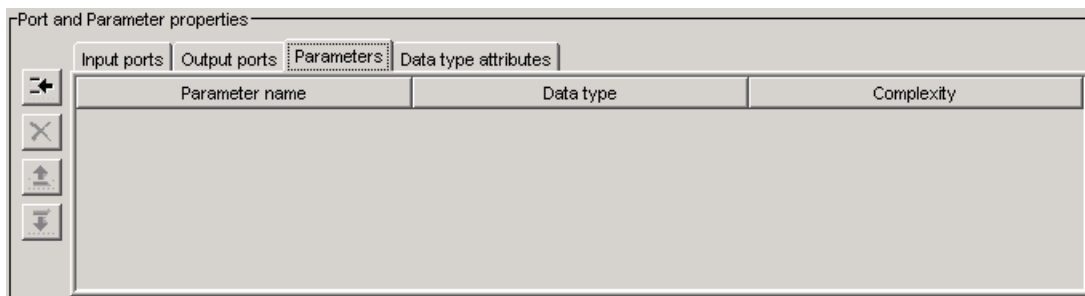 Port and Parameter properties
Input ports Output ports Parameters Data type attributes
Parameter name Data type Complexity